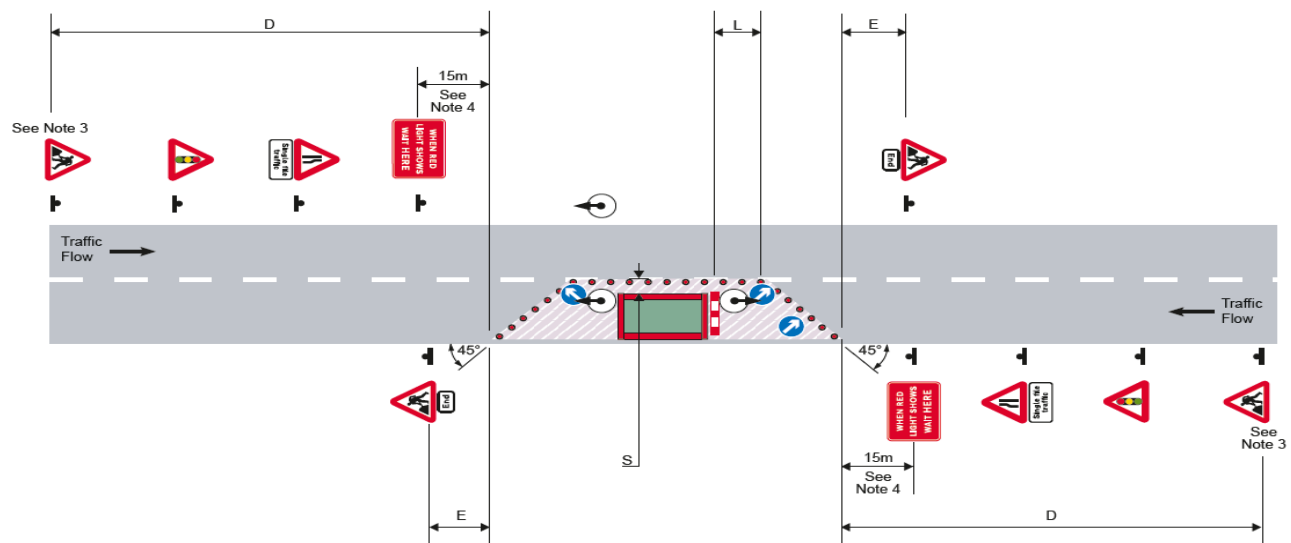 D
L
E
15m
See
Note 4
See Note 3
Single file
traffic
WHEN RED
LIGHT SHOWS
WAIT HERE
End
Traffic
Flow
Traffic
Flow
45°
45°
End
WHEN RED
LIGHT SHOWS
WAIT HERE
Single file
traffic
See
Note 3
S
15m
See
Note 4
E
D